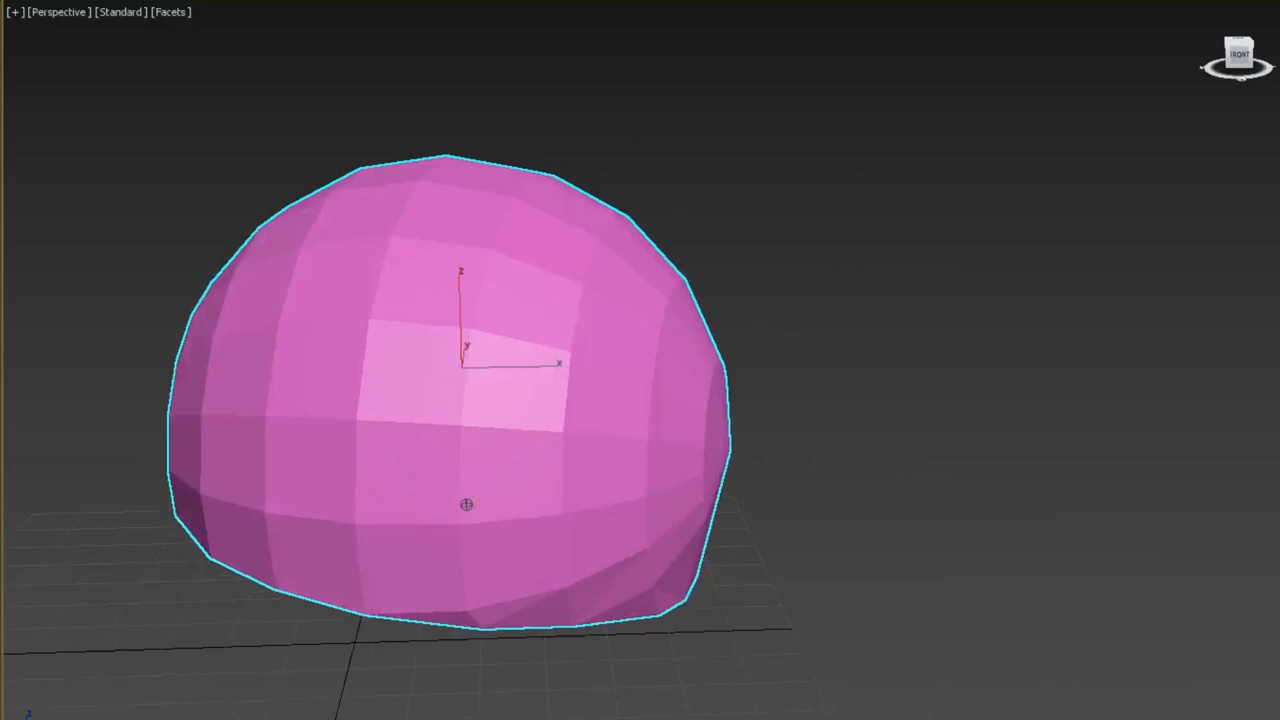 [+] [Perspective] [Standard] [Facets]
FRONT
z
y
x
z